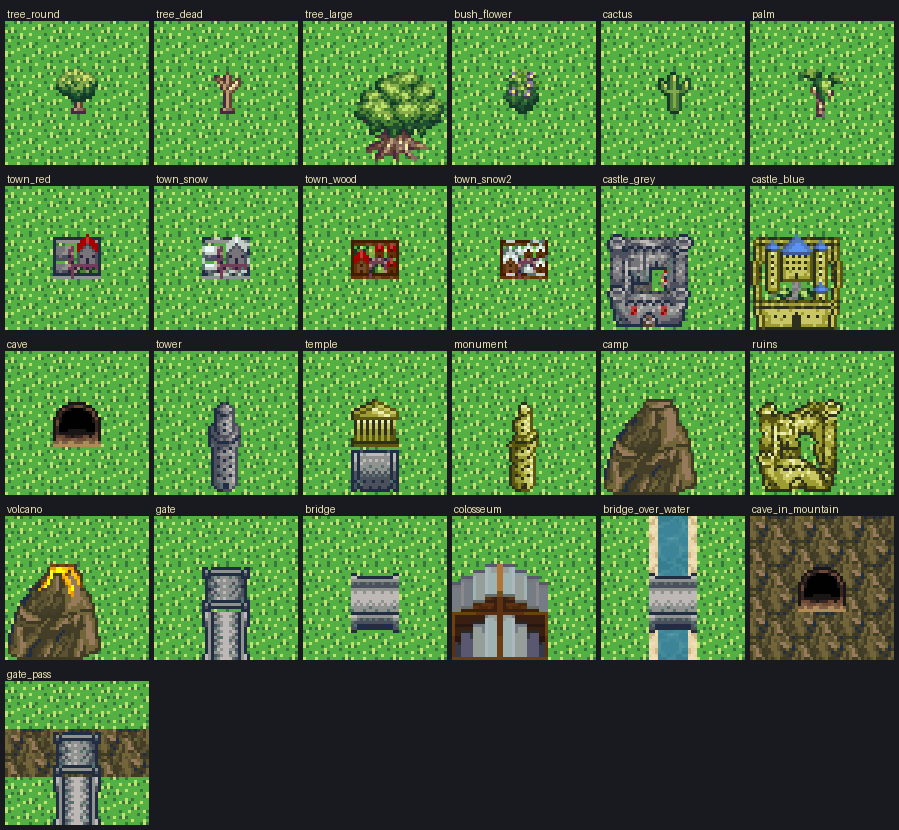 tree_round tree_dead tree_large bush_flower cactus palm
town_red town_snow town_wood town_snow2 castle_grey castle_blue
cave tower temple monument camp ruins
volcano gate bridge colosseum bridge_over_water cave_in_mountain
gate_pass